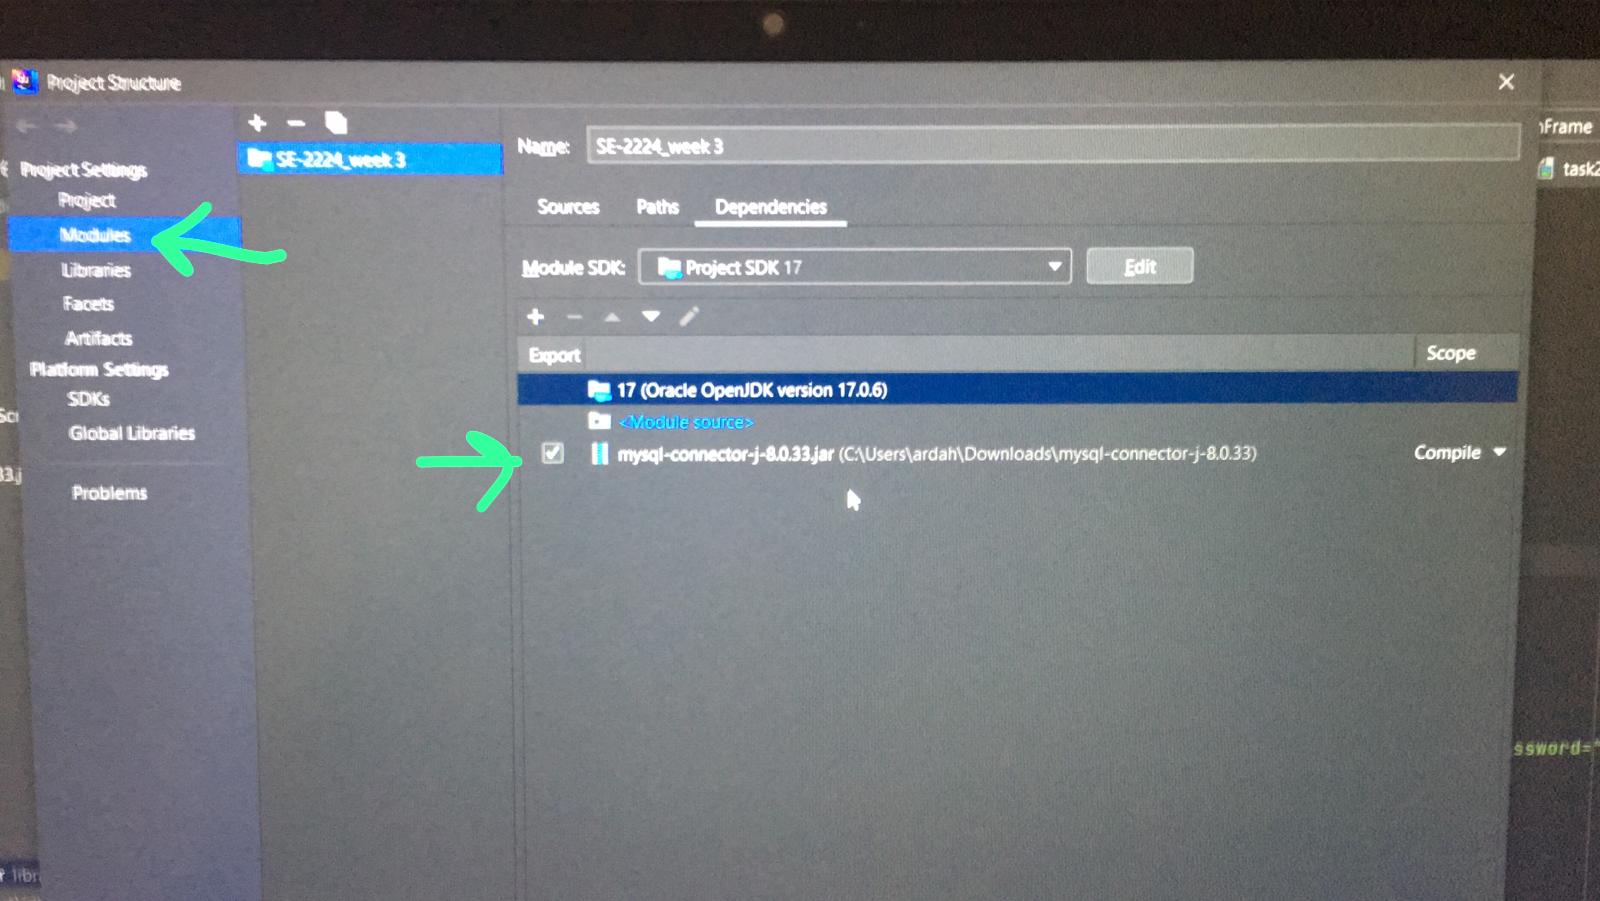 Project Structure
Project Settings
Project
Modules
Libraries
Facets
Artifacts
Platform Settings
SDKs
Global Libraries
Problems
SE-2224_week 3
Name:
SE-2224_week 3
Sources
Paths
Dependencies
Module SDK:
Project SDK 17
Edit
Export
Scope
17 (Oracle OpenJDK version 17.0.6)
<Module source>
mysql-connector-j-8.0.33.jar (C:\Users\ardah\Downloads\mysql-connector-j-8.0.33)
Compile
nFrame
task2
ssword="
33.j
libr